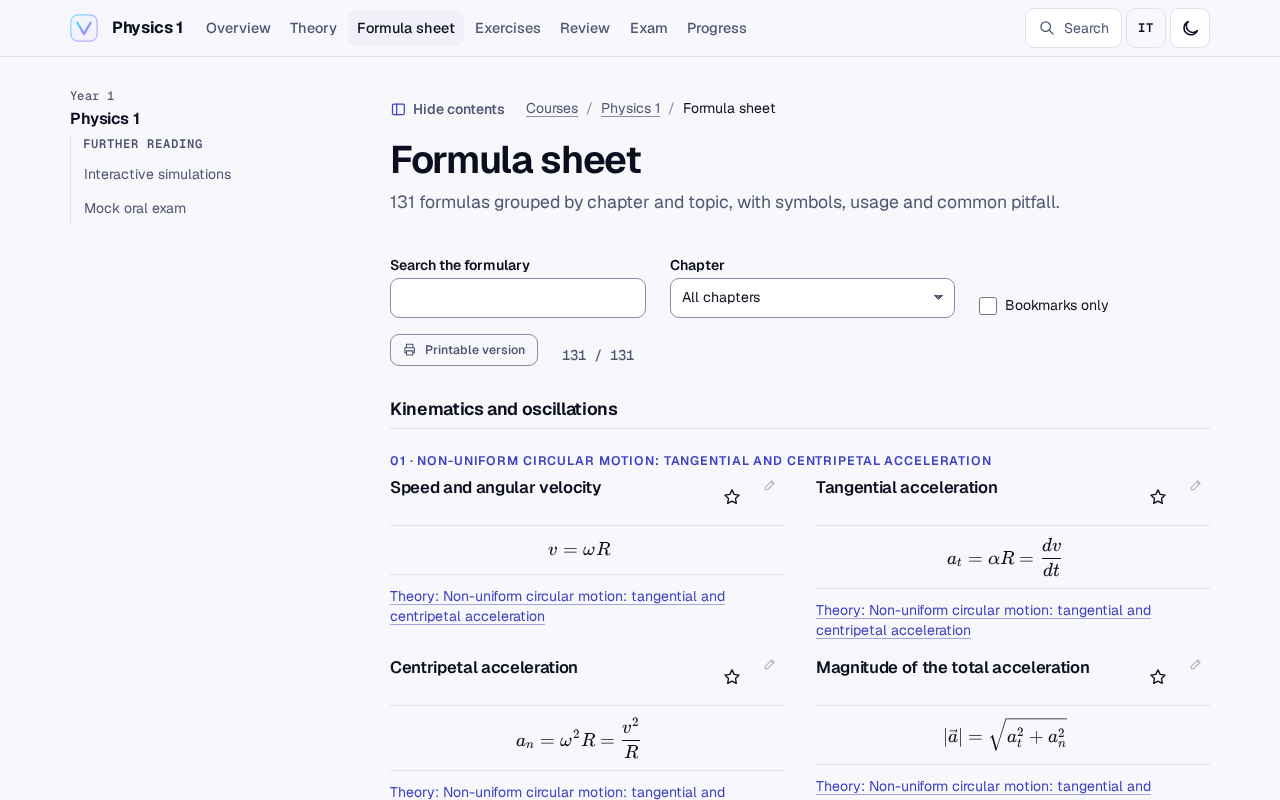 Physics 1
Overview
Theory
Formula sheet
Exercises
Review
Exam
Progress
Search
IT
Year 1
Physics 1
FURTHER READING
Interactive simulations
Mock oral exam
Hide contents
Courses / Physics 1 / Formula sheet
Formula sheet
131 formulas grouped by chapter and topic, with symbols, usage and common pitfall.
Search the formulary
Chapter
All chapters
Bookmarks only
Printable version
131 / 131
Kinematics and oscillations
01 · NON-UNIFORM CIRCULAR MOTION: TANGENTIAL AND CENTRIPETAL ACCELERATION
Speed and angular velocity
v = ωR
Theory: Non-uniform circular motion: tangential and
centripetal acceleration
Tangential acceleration
a_t = αR = dv/dt
Theory: Non-uniform circular motion: tangential and
centripetal acceleration
Centripetal acceleration
a_n = ω²R = v²/R
Theory: Non-uniform circular motion: tangential and
Magnitude of the total acceleration
|a⃗| = √(a_t² + a_n²)
Theory: Non-uniform circular motion: tangential and